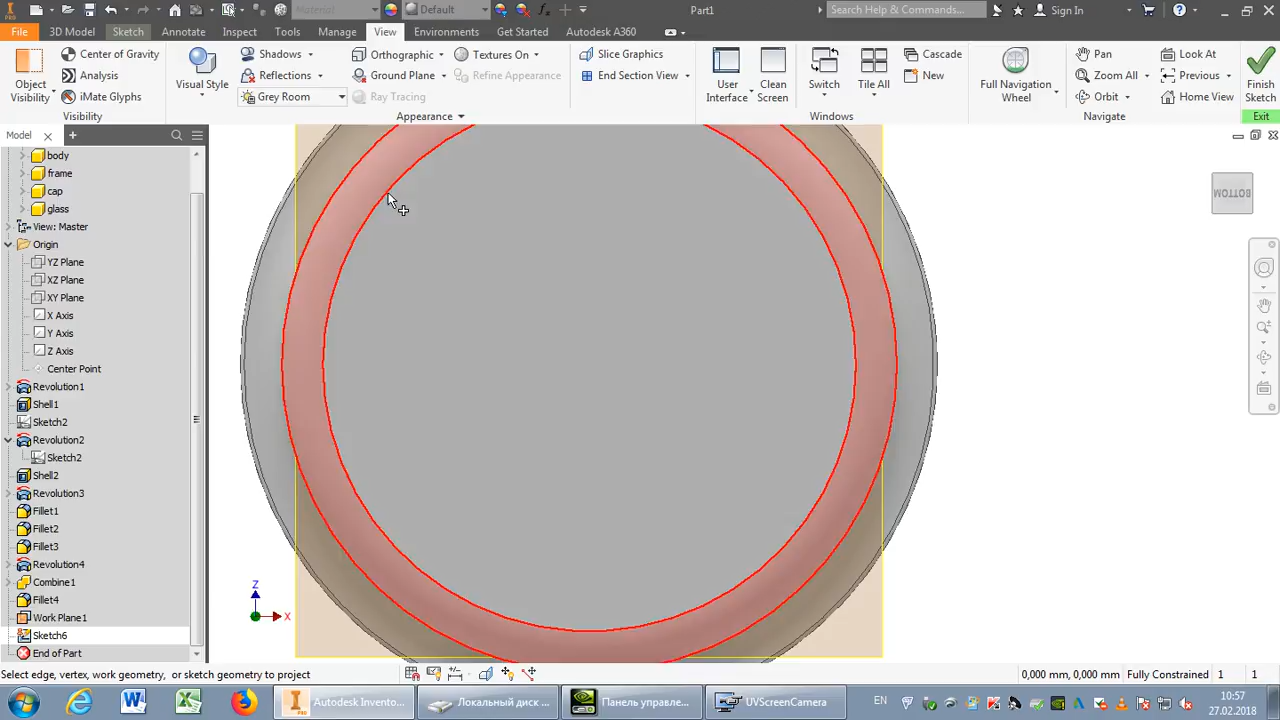 Material
Default
Part1
Search Help & Commands...
Sign In
PRO
File
3D Model
Sketch
Annotate
Inspect
Tools
Manage
View
Environments
Get Started
Autodesk A360
Object
Visibility
Center of Gravity
Analysis
iMate Glyphs
Visibility
Visual Style
Shadows
Reflections
Grey Room
Orthographic
Ground Plane
Ray Tracing
Textures On
Refine Appearance
Appearance
Slice Graphics
End Section View
User
Interface
Clean
Screen
Switch
Tile All
Cascade
New
Windows
Full Navigation
Wheel
Pan
Zoom All
Orbit
Look At
Previous
Home View
Navigate
Finish
Sketch
Exit
Model
body
frame
cap
glass
View: Master
Origin
YZ Plane
XZ Plane
XY Plane
X Axis
Y Axis
Z Axis
Center Point
Revolution1
Shell1
Sketch2
Revolution2
Sketch2
Shell2
Revolution3
Fillet1
Fillet2
Fillet3
Revolution4
Combine1
Fillet4
Work Plane1
Sketch6
End of Part
BOTTOM
Z
X
Select edge, vertex, work geometry, or sketch geometry to project
0,000 mm, 0,000 mm
Fully Constrained
1
1
Autodesk Invento...
Локальный диск ...
Панель управле...
UVScreenCamera
EN
10:57
27.02.2018